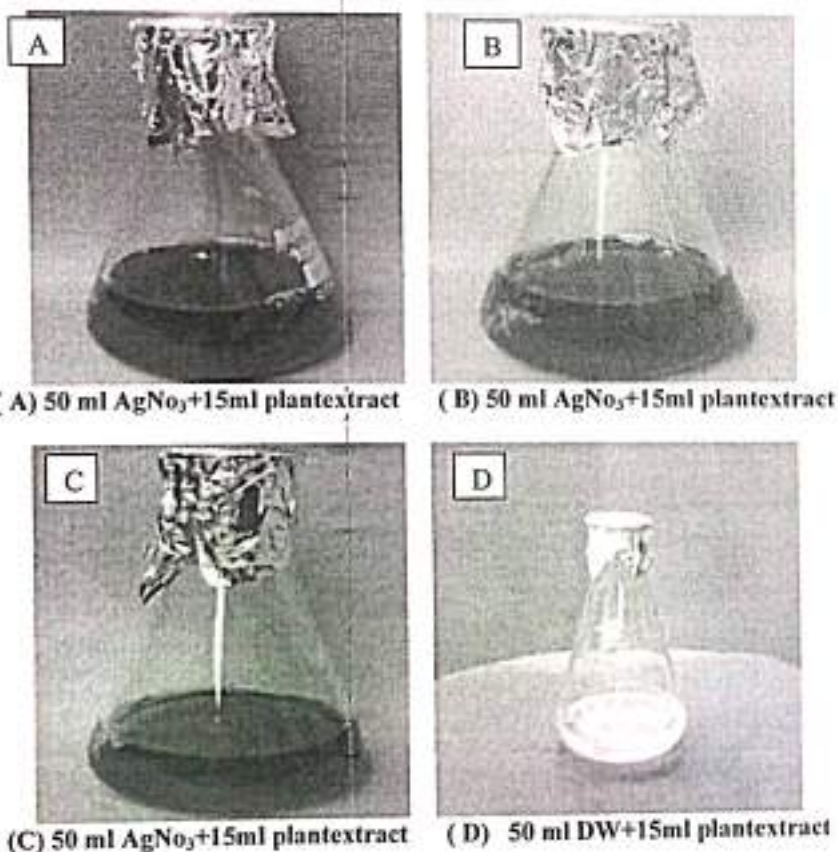 A
B
( A) 50 ml AgNo₃+15ml plantextract
( B) 50 ml AgNo₃+15ml plantextract
C
D
(C) 50 ml AgNo₃+15ml plantextract
( D) 50 ml DW+15ml plantextract